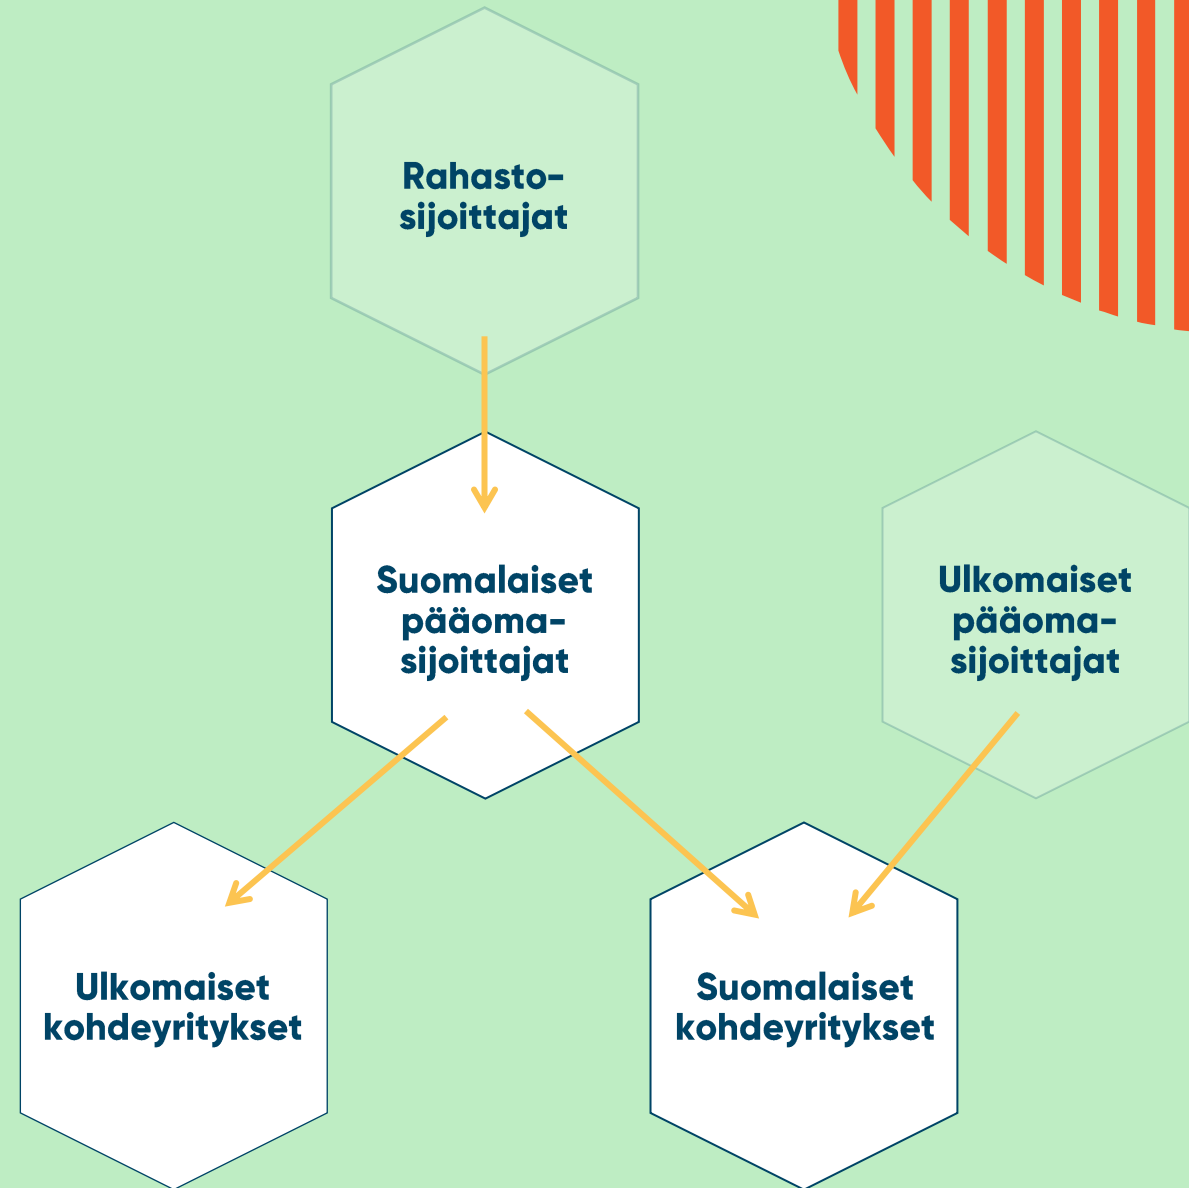 Rahasto-
sijoittajat
Suomalaiset
pääoma-
sijoittajat
Ulkomaiset
pääoma-
sijoittajat
Ulkomaiset
kohdeyritykset
Suomalaiset
kohdeyritykset